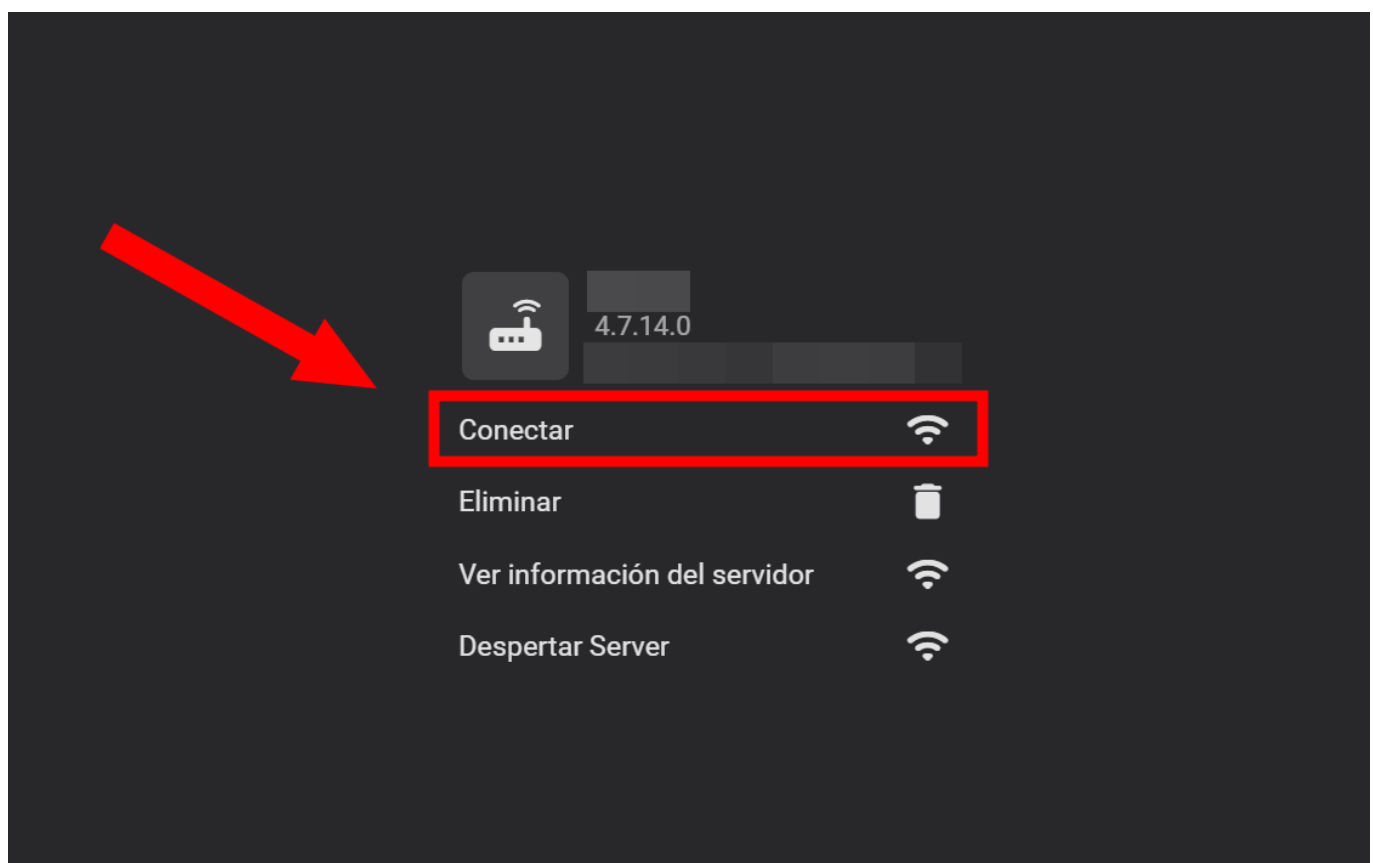 4.7.14.0
Conectar
Eliminar
Ver información del servidor
Despertar Server